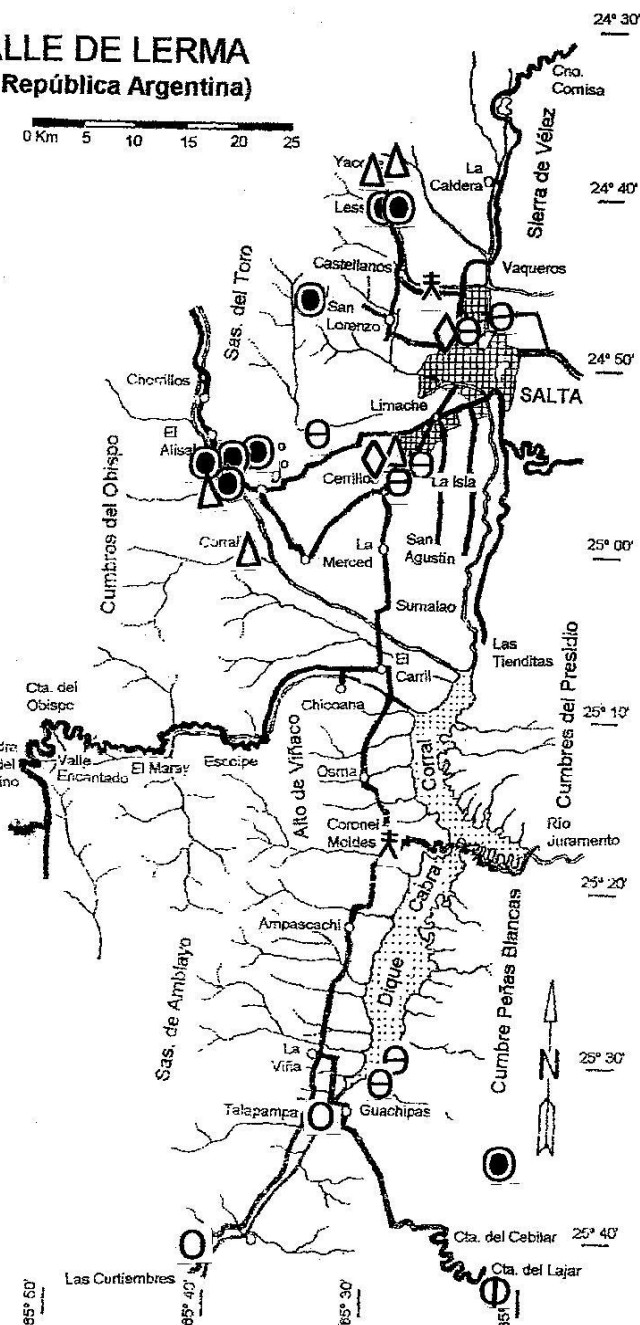 ALLE DE LERMA
República Argentina)
0 Km 5 10 15 20 25
24° 30'
Cno.
Cornisa
Sierra de Vélez
La
Caldera
24° 40'
Castellanos
Vaqueros
Sas. del Toro
San
Lorenzo
24° 50'
SALTA
Chorrillos
Limache
El
Alisal
Cerrillos
La Isla
Cumbres del Obispo
Corral
La
Merced
San
Agustín
25° 00'
Sumalao
Las
Tienditas
Cumbres del Presidio
El
Carril
Cta. del
Obispo
Chicoana
25° 10'
Valle
Encantado
El Maray
Escoipe
Alto de Viñaco
Osma
Corral
Coronel
Moldes
Río
Juramento
Cabra
25° 20'
Ampascachi
Sas. de Amblayo
Dique
Cumbre Peñas Blancas
La
Viña
N
25° 30'
Talapampa
Guachipas
Cta. del Cebilar
25° 40'
Las Curtiembres
Cta. del Lajar
65° 50'
65° 40'
65° 30'